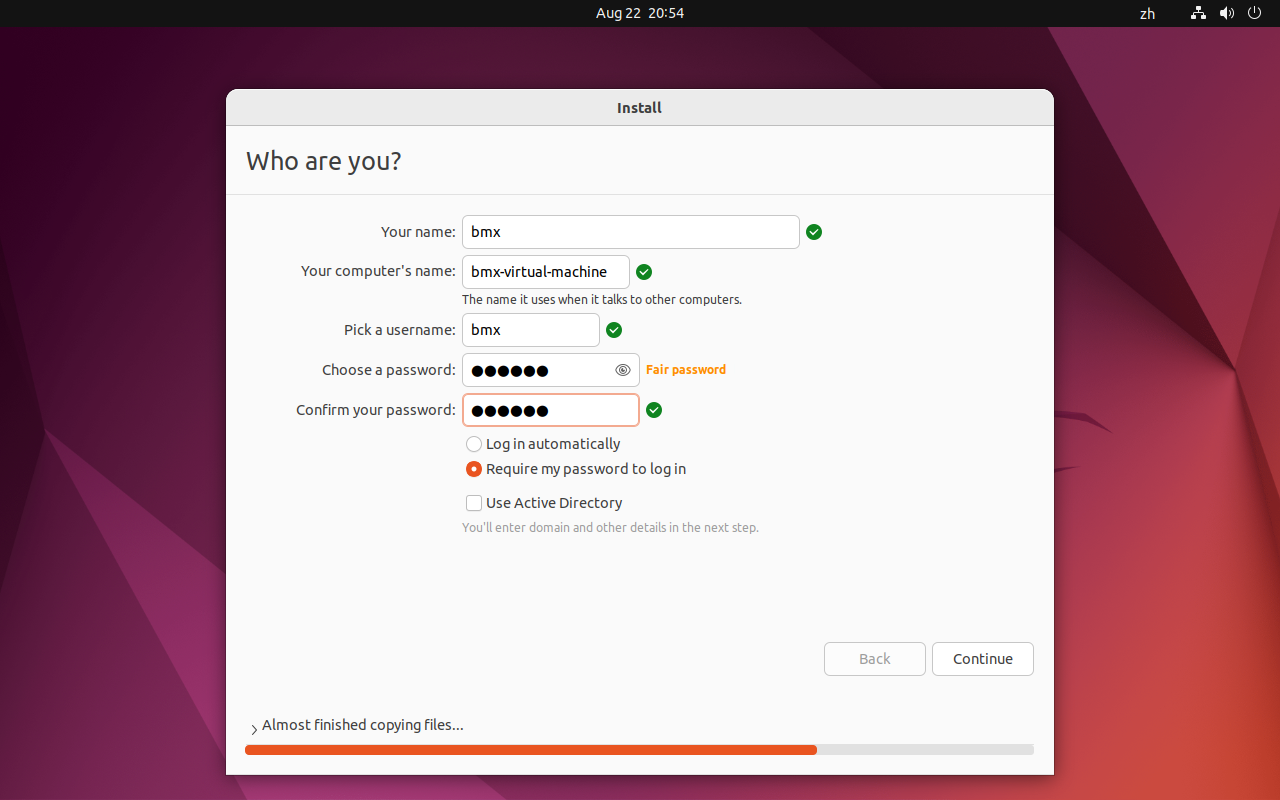 Aug 22 20:54 zh
Install
Who are you?
Your name: bmx
Your computer's name: bmx-virtual-machine
The name it uses when it talks to other computers.
Pick a username: bmx
Choose a password: ●●●●●● Fair password
Confirm your password: ●●●●●●
Log in automatically
Require my password to log in
Use Active Directory
You'll enter domain and other details in the next step.
Back Continue
Almost finished copying files...